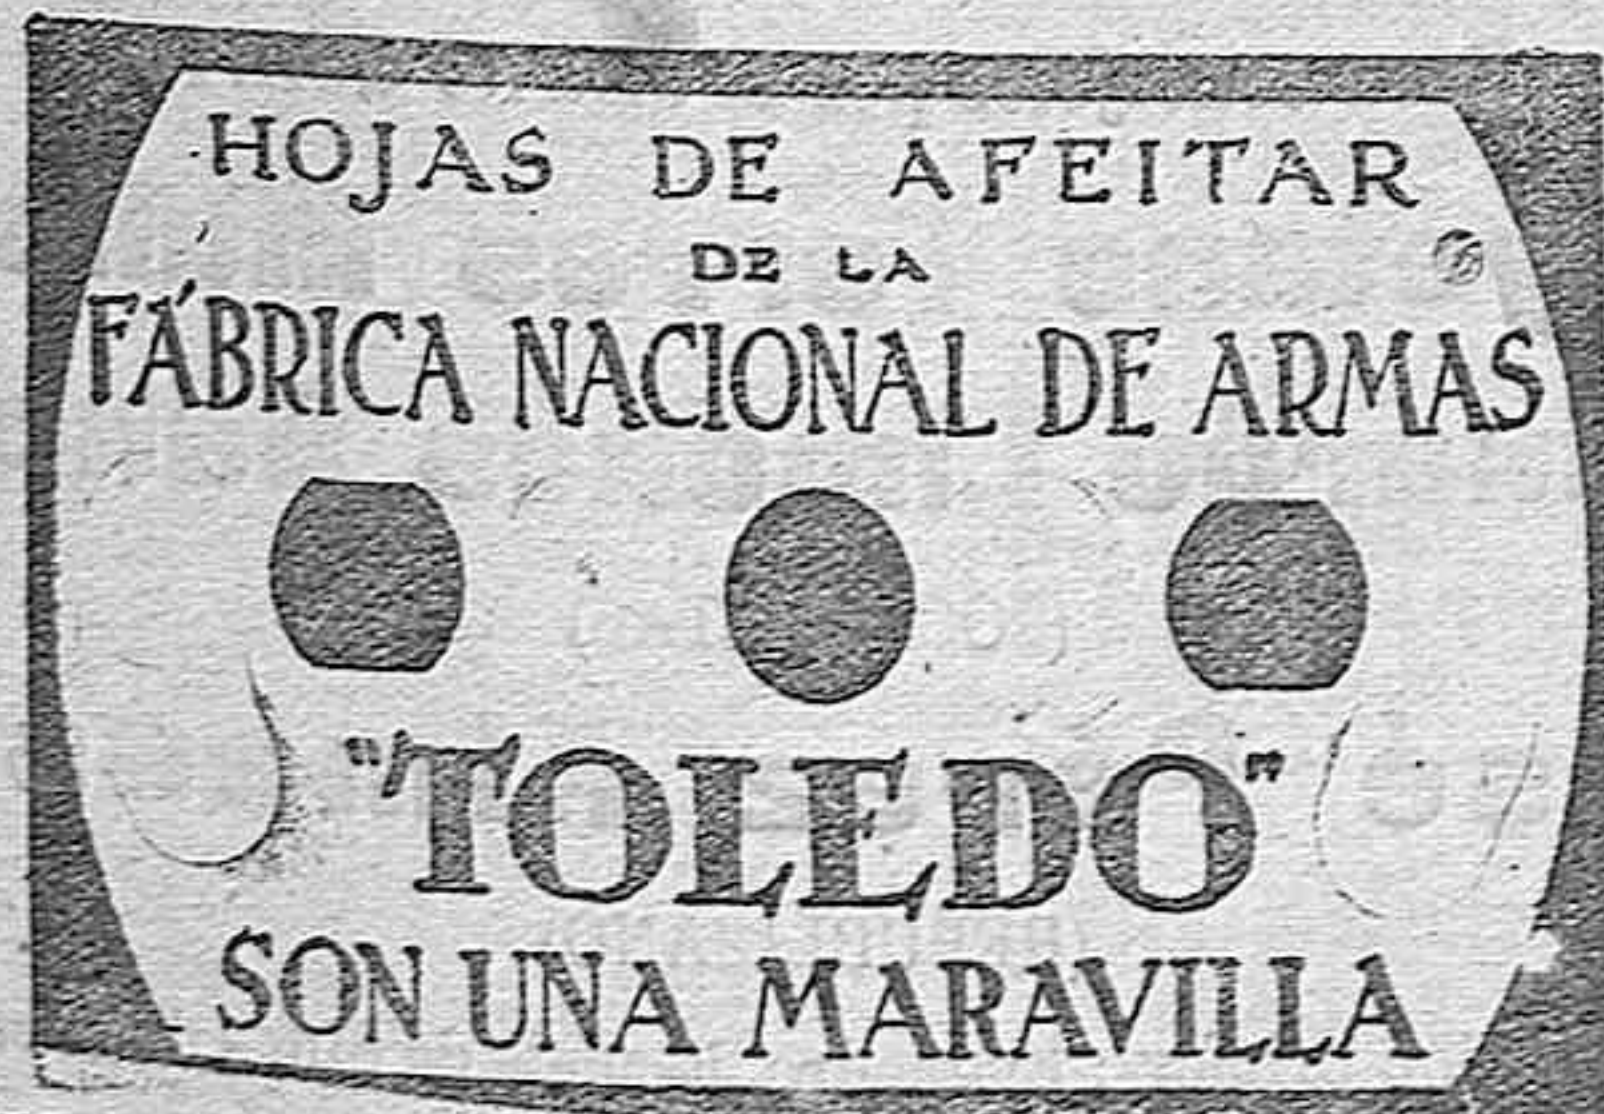 HOJAS DE AFEITAR
DE LA
FÁBRICA NACIONAL DE ARMAS
"TOLEDO"
SON UNA MARAVILLA